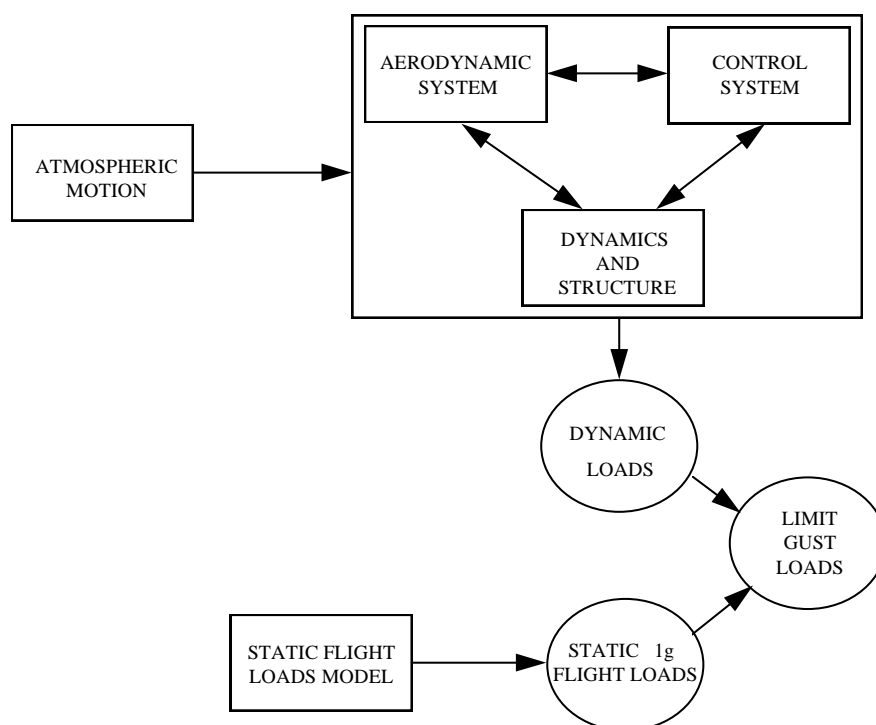 AERODYNAMIC
SYSTEM
CONTROL
SYSTEM
ATMOSPHERIC
MOTION
DYNAMICS
AND
STRUCTURE
DYNAMIC
LOADS
LIMIT
GUST
LOADS
STATIC FLIGHT
LOADS MODEL
STATIC 1g
FLIGHT LOADS